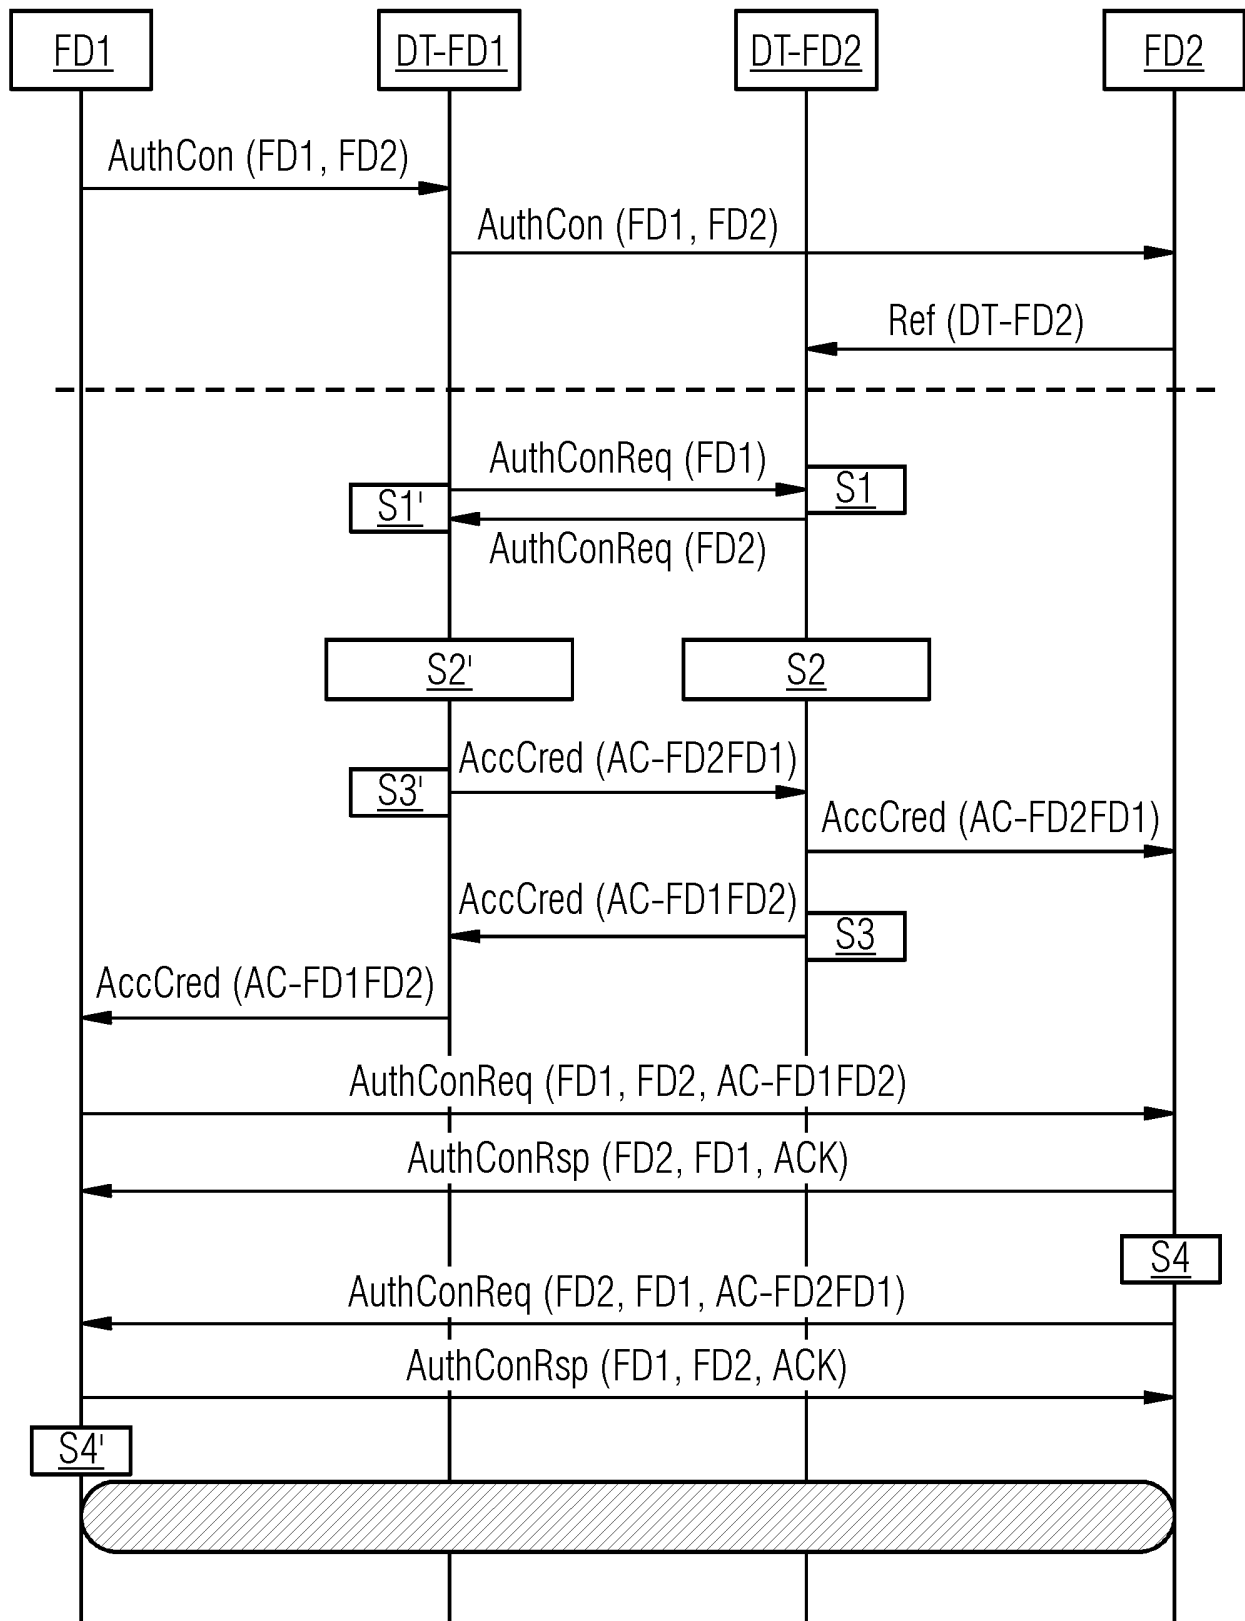 FD1
DT-FD1
DT-FD2
FD2
AuthCon (FD1, FD2)
AuthCon (FD1, FD2)
Ref (DT-FD2)
AuthConReq (FD1)
S1'
S1
AuthConReq (FD2)
S2'
S2
AccCred (AC-FD2FD1)
S3'
AccCred (AC-FD2FD1)
AccCred (AC-FD1FD2)
S3
AccCred (AC-FD1FD2)
AuthConReq (FD1, FD2, AC-FD1FD2)
AuthConRsp (FD2, FD1, ACK)
S4
AuthConReq (FD2, FD1, AC-FD2FD1)
AuthConRsp (FD1, FD2, ACK)
S4'